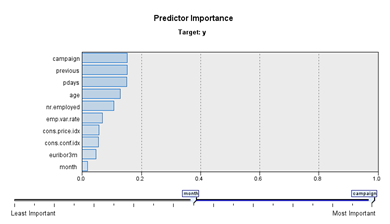 Predictor Importance
Target: y
campaign
previous
pdays
age
nr.employed
emp.var.rate
cons.price.idx
cons.conf.idx
euribor3m
month
0.0 0.2 0.4 0.6 0.8 1.0
month campaign
Least Important Most Important